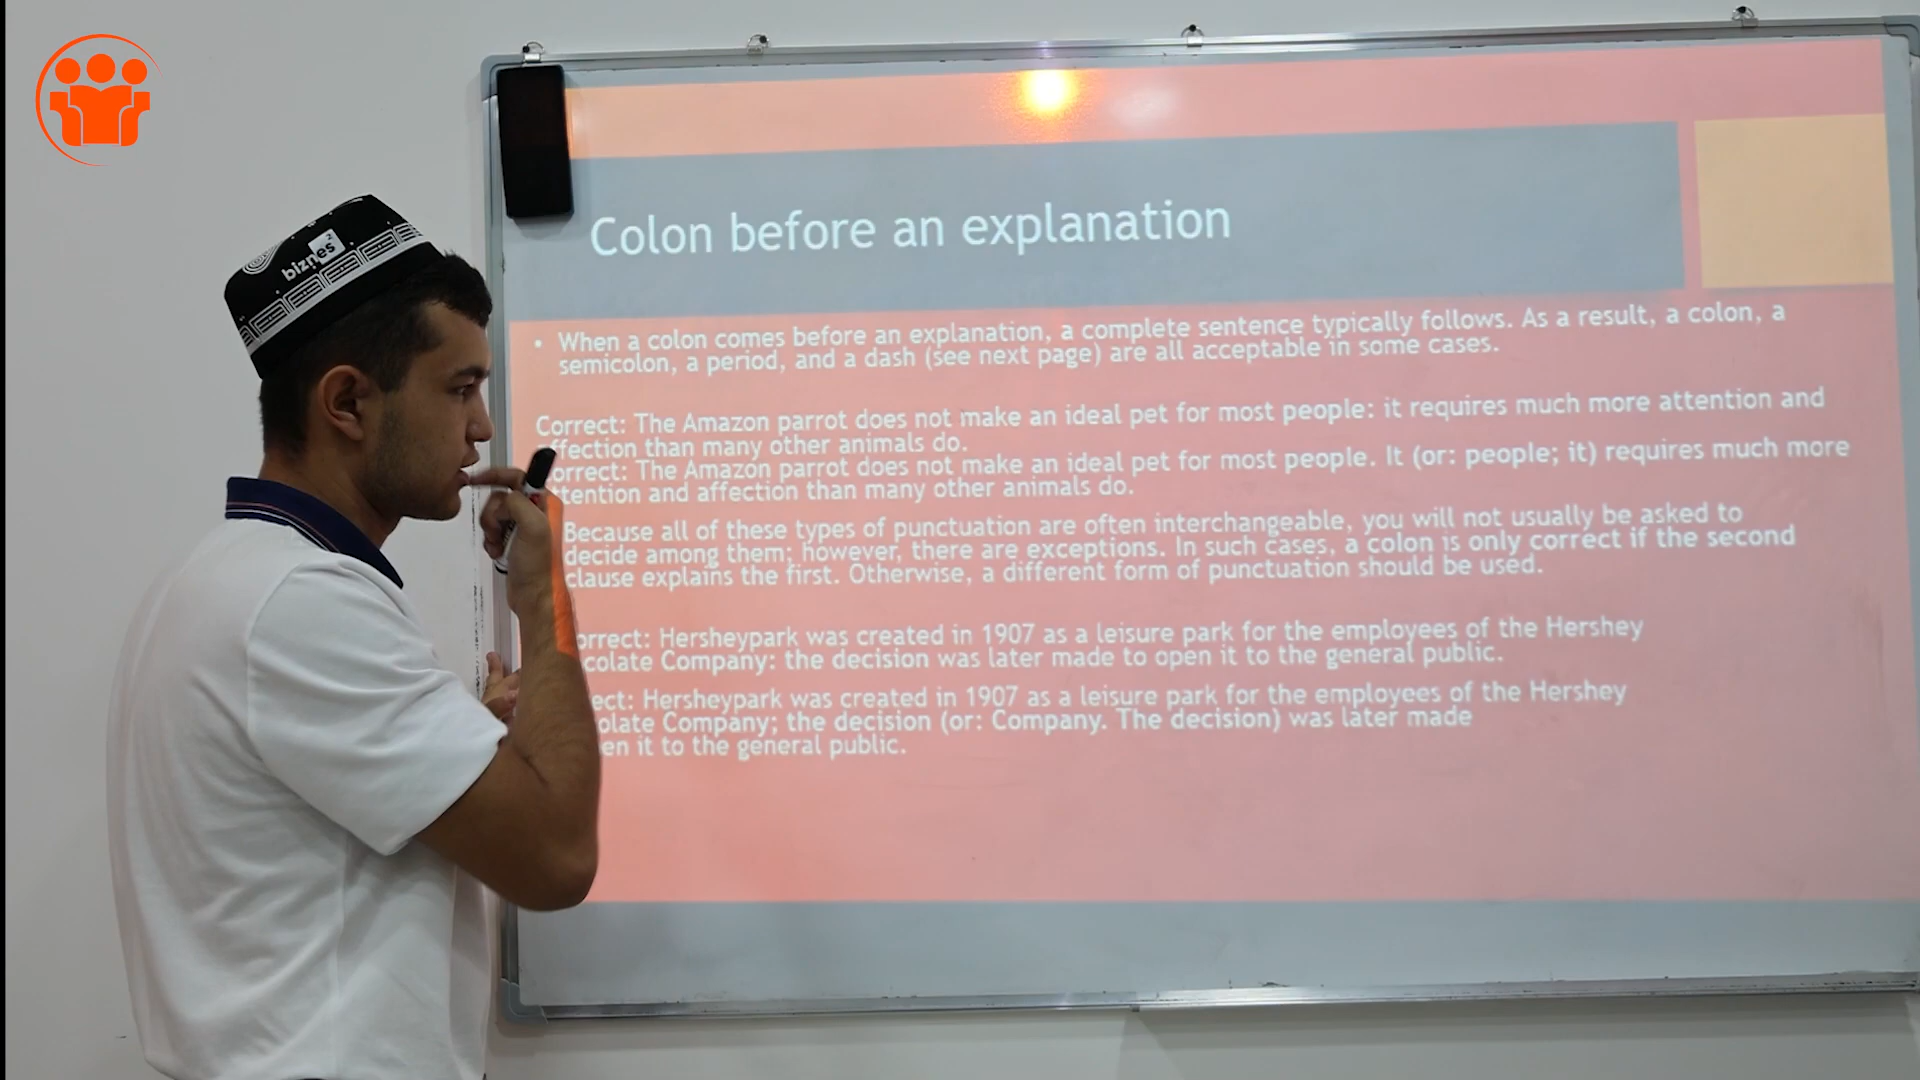 biznes²
Colon before an explanation
• When a colon comes before an explanation, a complete sentence typically follows. As a result, a colon, a
semicolon, a period, and a dash (see next page) are all acceptable in some cases.
Correct: The Amazon parrot does not make an ideal pet for most people: it requires much more attention and
ffection than many other animals do.
orrect: The Amazon parrot does not make an ideal pet for most people. It (or: people; it) requires much more
tention and affection than many other animals do.
Because all of these types of punctuation are often interchangeable, you will not usually be asked to
decide among them; however, there are exceptions. In such cases, a colon is only correct if the second
clause explains the first. Otherwise, a different form of punctuation should be used.
orrect: Hersheypark was created in 1907 as a leisure park for the employees of the Hershey
colate Company: the decision was later made to open it to the general public.
ect: Hersheypark was created in 1907 as a leisure park for the employees of the Hershey
olate Company; the decision (or: Company. The decision) was later made
en it to the general public.